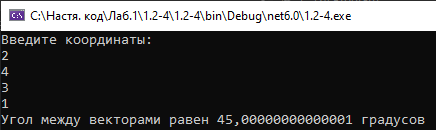 C:\Настя. код\Лаб.1\1.2-4\1.2-4\bin\Debug\net6.0\1.2-4.exe
Введите координаты:
2
4
3
1
Угол между векторами равен 45,00000000000001 градусов